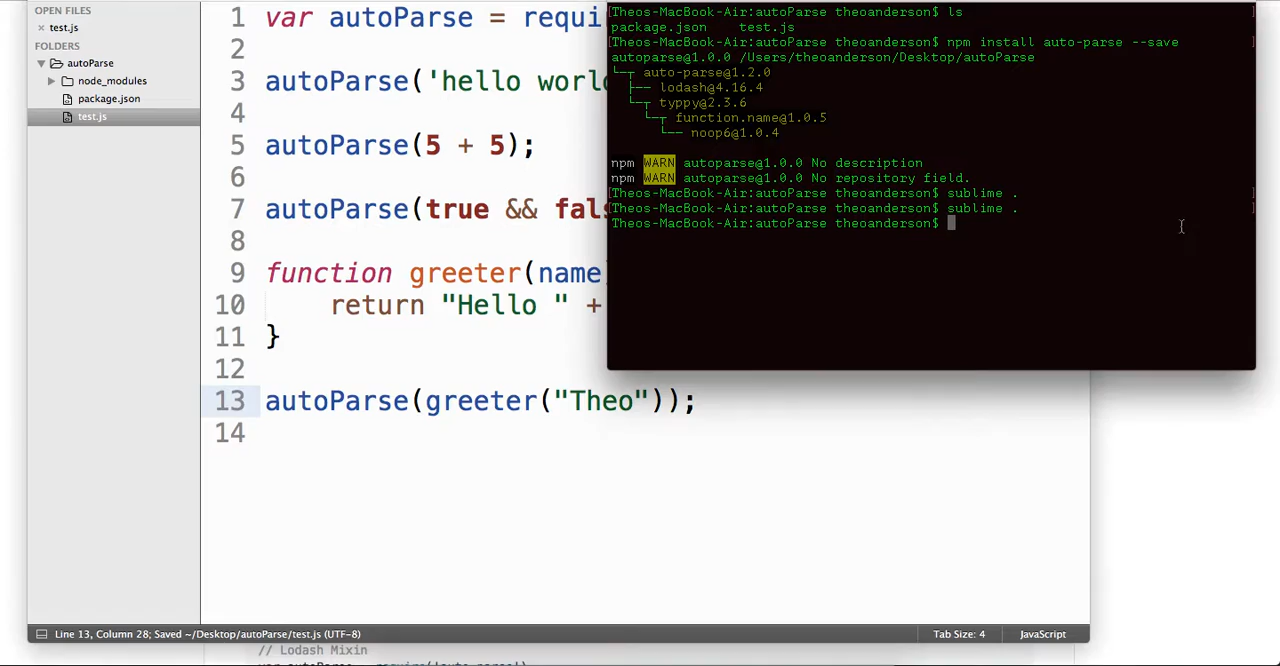 OPEN FILES
× test.js
FOLDERS
▼ autoParse
▶ node_modules
package.json
test.js
1 var autoParse = requi
2
3 autoParse('hello world
4
5 autoParse(5 + 5);
6
7 autoParse(true && fals
8
9 function greeter(name)
10 return "Hello " +
11 }
12
13 autoParse(greeter("Theo"));
14
[Theos-MacBook-Air:autoParse theoanderson$ ls ]
package.json test.js
[Theos-MacBook-Air:autoParse theoanderson$ npm install auto-parse --save ]
autoparse@1.0.0 /Users/theoanderson/Desktop/autoParse
└─┬ auto-parse@1.2.0
├── lodash@4.16.4
└─┬ typpy@2.3.6
└─┬ function.name@1.0.5
└── noop6@1.0.4
npm WARN autoparse@1.0.0 No description
npm WARN autoparse@1.0.0 No repository field.
[Theos-MacBook-Air:autoParse theoanderson$ sublime . ]
[Theos-MacBook-Air:autoParse theoanderson$ sublime . ]
Theos-MacBook-Air:autoParse theoanderson$
Line 13, Column 28; Saved ~/Desktop/autoParse/test.js (UTF-8)
Tab Size: 4
JavaScript
// Lodash Mixin
var autoParse = require('auto-parse')